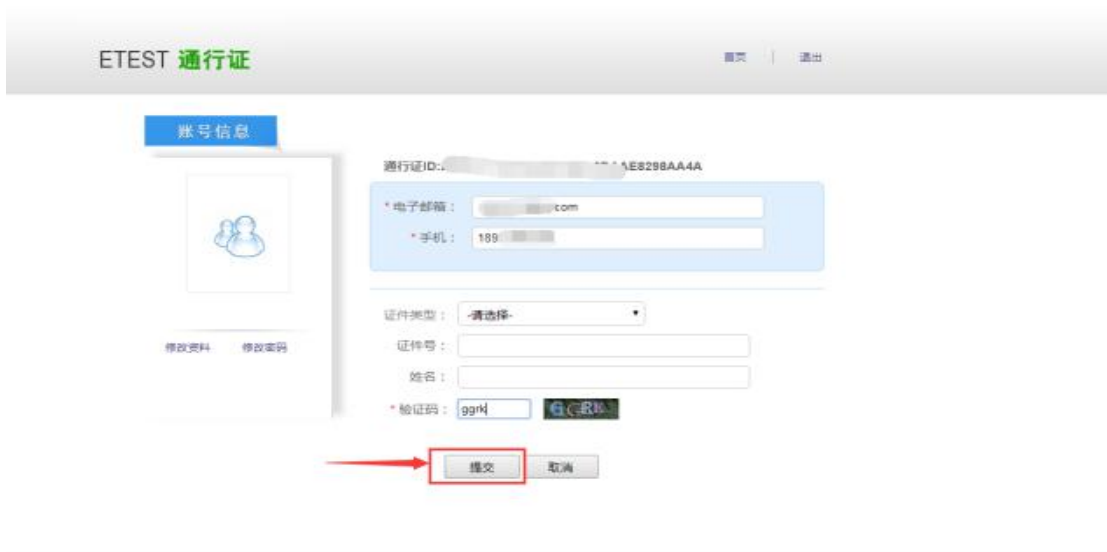 ETEST 通行证
首页 | 退出
账号信息
通行证ID: AE8298AA4A
*电子邮箱： com
*手机： 189
证件类型： -请选择-
修改资料 修改密码
证件号：
姓名：
*验证码： ggrk GGRK
提交 取消